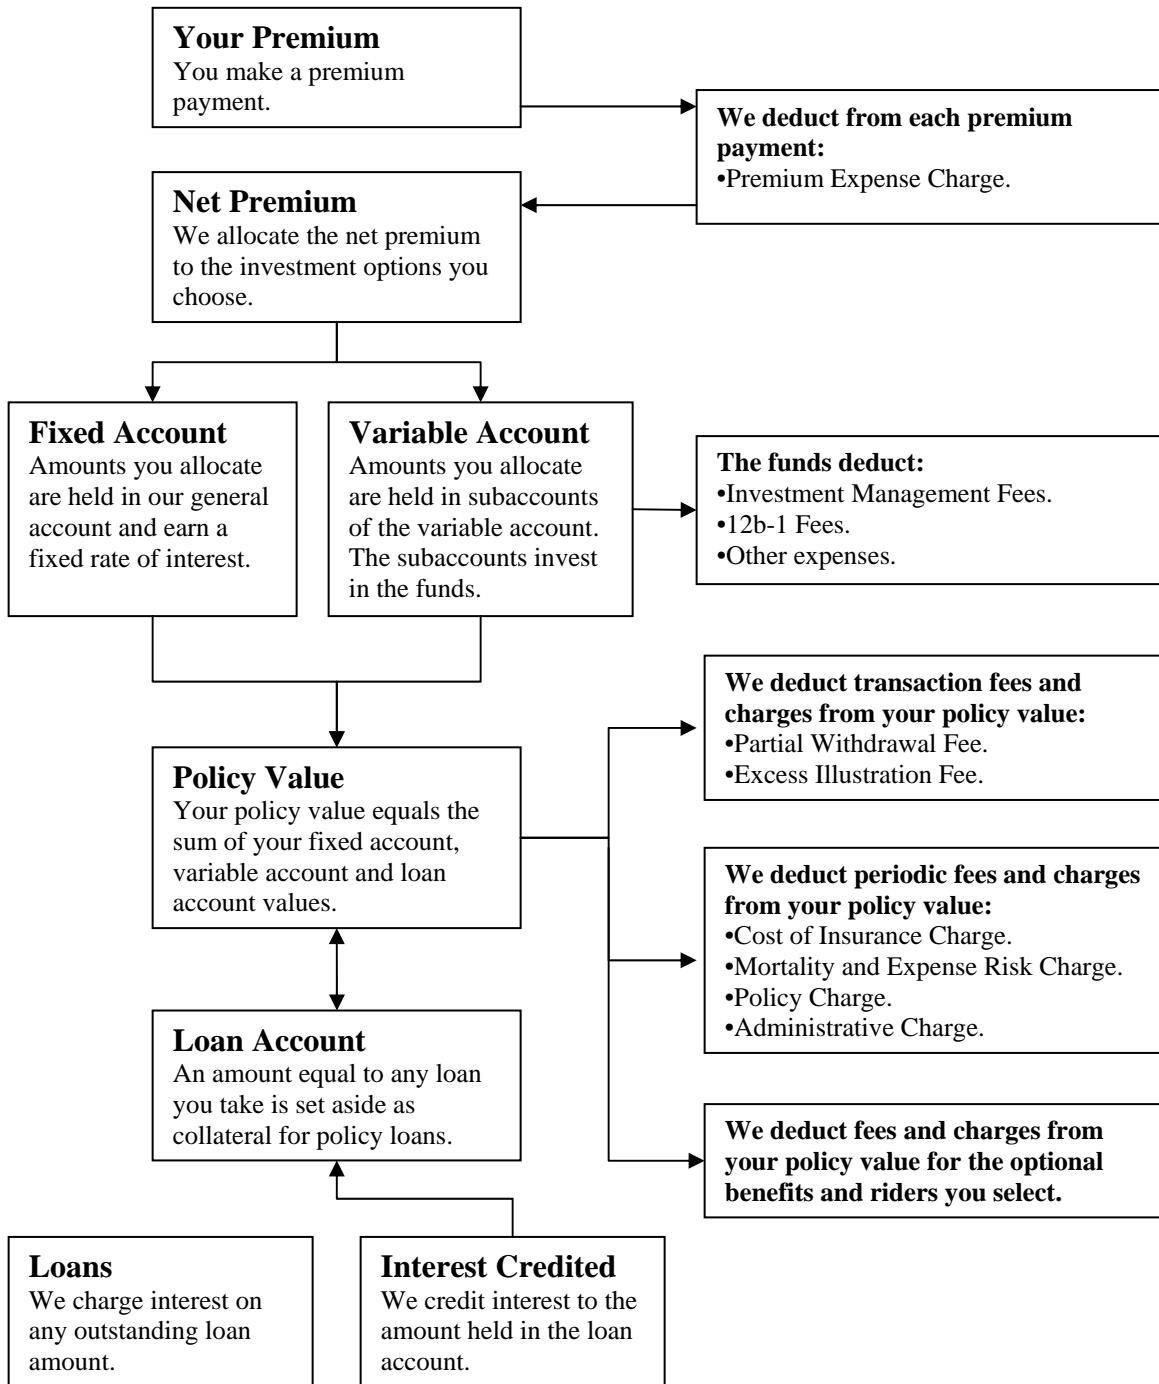 Your Premium
You make a premium
payment.
We deduct from each premium
payment:
•Premium Expense Charge.
Net Premium
We allocate the net premium
to the investment options you
choose.
Fixed Account
Amounts you allocate
are held in our general
account and earn a
fixed rate of interest.
Variable Account
Amounts you allocate
are held in subaccounts
of the variable account.
The subaccounts invest
in the funds.
The funds deduct:
•Investment Management Fees.
•12b-1 Fees.
•Other expenses.
We deduct transaction fees and
charges from your policy value:
•Partial Withdrawal Fee.
•Excess Illustration Fee.
Policy Value
Your policy value equals the
sum of your fixed account,
variable account and loan
account values.
We deduct periodic fees and charges
from your policy value:
•Cost of Insurance Charge.
•Mortality and Expense Risk Charge.
•Policy Charge.
•Administrative Charge.
Loan Account
An amount equal to any loan
you take is set aside as
collateral for policy loans.
We deduct fees and charges from
your policy value for the optional
benefits and riders you select.
Loans
We charge interest on
any outstanding loan
amount.
Interest Credited
We credit interest to the
amount held in the loan
account.